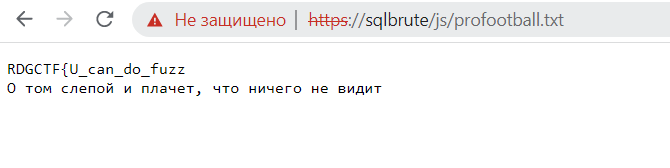 Не защищено | https://sqlbrute/js/profootball.txt
RDGCTF{U_can_do_fuzz
О том слепой и плачет, что ничего не видит